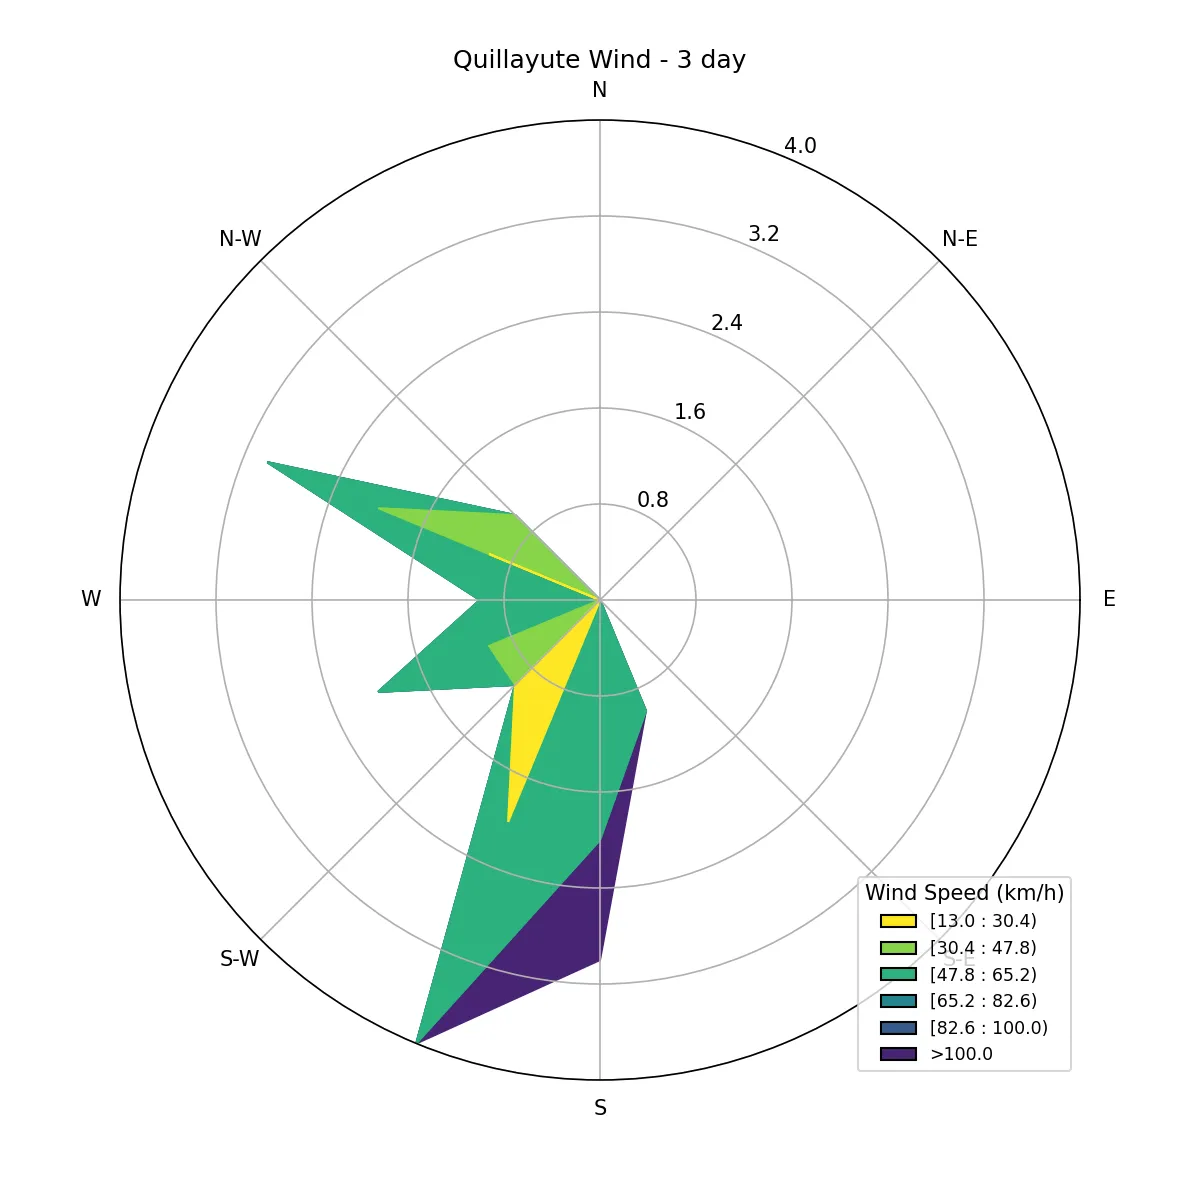 Quillayute Wind - 3 day
N
4.0
N-W
3.2
N-E
2.4
1.6
0.8
W
E
S-W
S-E
Wind Speed (km/h)
[13.0 : 30.4)
[30.4 : 47.8)
[47.8 : 65.2)
[65.2 : 82.6)
[82.6 : 100.0)
>100.0
S